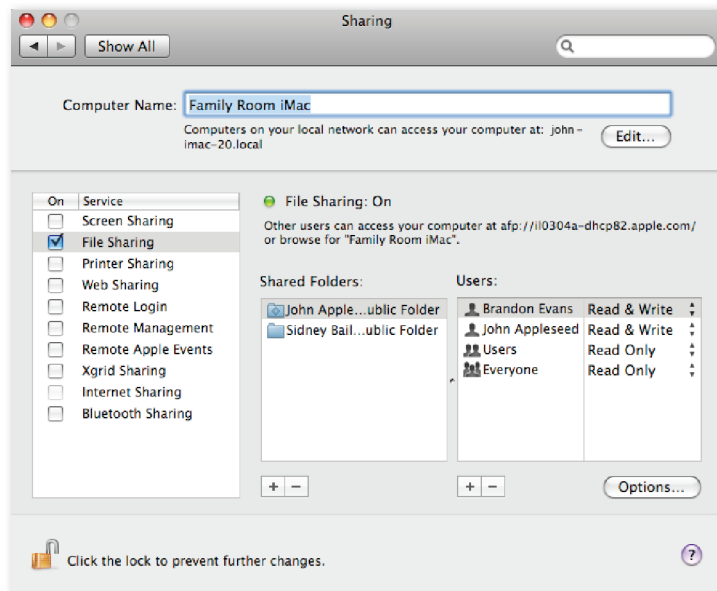 Sharing
Show All
Computer Name: Family Room iMac
Computers on your local network can access your computer at: john-
imac-20.local
Edit...
On Service
Screen Sharing
File Sharing
Printer Sharing
Web Sharing
Remote Login
Remote Management
Remote Apple Events
Xgrid Sharing
Internet Sharing
Bluetooth Sharing
File Sharing: On
Other users can access your computer at afp://il0304a-dhcp82.apple.com/
or browse for "Family Room iMac".
Shared Folders:
John Apple...ublic Folder
Sidney Bail...ublic Folder
+ −
Users:
Brandon Evans Read & Write
John Appleseed Read & Write
Users Read Only
Everyone Read Only
+ −
Options...
Click the lock to prevent further changes.
?